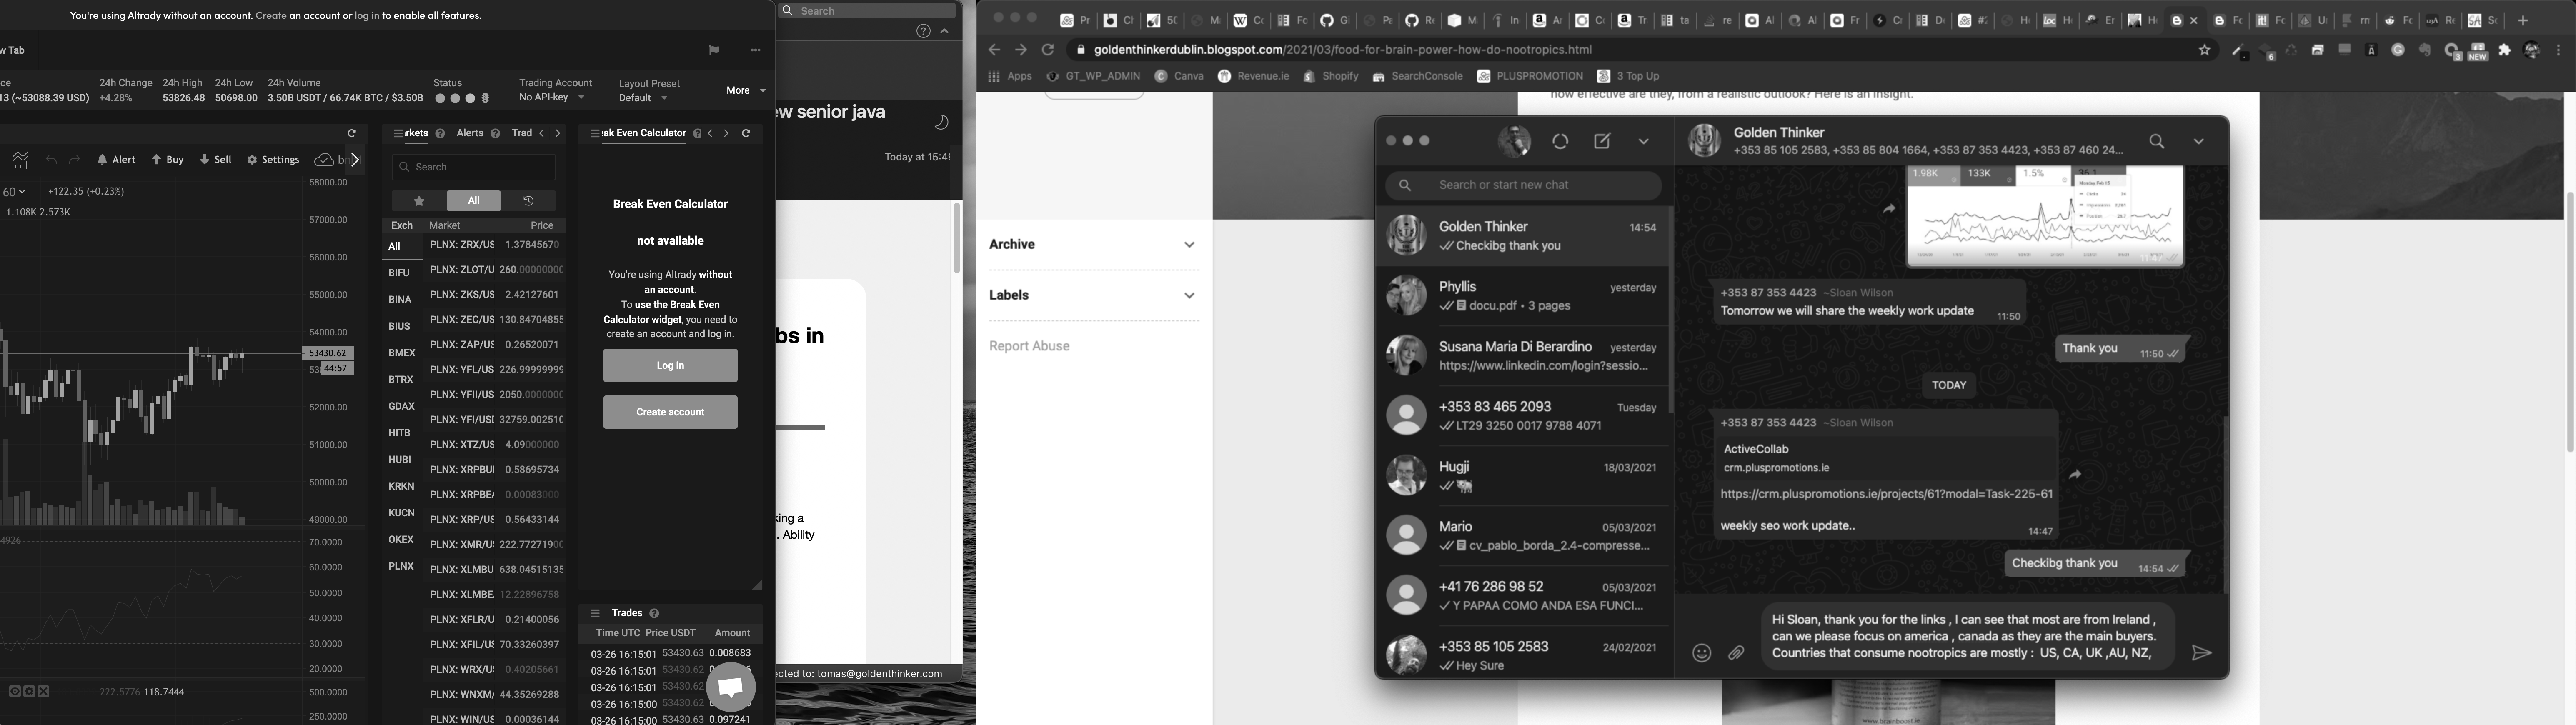 You're using Altrady without an account. Create an account or log in to enable all features.
w Tab
24h Change
24h High
24h Low
24h Volume
Status
Trading Account
Layout Preset
13 (~53088.39 USD)
+4.28%
53826.48
50698.00
3.50B USDT / 66.74K BTC / $3.50B
No API-key
Default
More
rkets
Alerts
Trad
eak Even Calculator
Alert
Buy
Sell
Settings
60
+122.35 (+0.23%)
1.108K 2.573K
58000.00
57000.00
56000.00
55000.00
54000.00
53430.62
44:57
52000.00
51000.00
50000.00
49000.00
4926
70.0000
60.0000
50.0000
40.0000
30.0000
20.0000
222.5776 118.7444
500.0000
250.0000
Search
All
Exch Market Price
All
BIFU
BINA
BIUS
BMEX
BTRX
GDAX
HITB
HUBI
KRKN
KUCN
OKEX
PLNX
PLNX: ZRX/US 1.37845670
PLNX: ZLOT/U 260.00000000
PLNX: ZKS/US 2.42127601
PLNX: ZEC/US 130.84704855
PLNX: ZAP/US 0.26520071
PLNX: YFL/US 226.99999999
PLNX: YFII/US 2050.0000000
PLNX: YFI/USD 32759.002510
PLNX: XTZ/US 4.09000000
PLNX: XRPBUI 0.58695734
PLNX: XRPBE/ 0.00083000
PLNX: XRP/US 0.56433144
PLNX: XMR/US 222.77271900
PLNX: XLMBU 638.04515135
PLNX: XLMBE. 12.22896758
PLNX: XFLR/U 0.21400056
PLNX: XFIL/US 70.33260397
PLNX: WRX/US 0.40205661
PLNX: WNXM/ 44.35269288
PLNX: WIN/US 0.00036144
Break Even Calculator
not available
You're using Altrady without
an account.
To use the Break Even
Calculator widget, you need to
create an account and log in.
Log in
Create account
Trades
Time UTC Price USDT Amount
03-26 16:15:01 53430.63 0.008683
03-26 16:15:01 53430.62
03-26 16:15:01 53430.62
03-26 16:15:00 53430.62
03-26 16:15:00 53430.63 0.097241
Search
ew senior java
Today at 15:49
bs in
king a
. Ability
ected to: tomas@goldenthinker.com
goldenthinkerdublin.blogspot.com/2021/03/food-for-brain-power-how-do-nootropics.html
NEW
Apps
GT_WP_ADMIN
Canva
Revenue.ie
Shopify
SearchConsole
PLUSPROMOTION
3 Top Up
how effective are they, from a realistic outlook? Here is an insight.
Archive
Labels
Report Abuse
Search or start new chat
Golden Thinker 14:54
Checkibg thank you
Phyllis yesterday
docu.pdf • 3 pages
Susana Maria Di Berardino yesterday
https://www.linkedin.com/login?sessio...
+353 83 465 2093 Tuesday
LT29 3250 0017 9788 4071
Hugji 18/03/2021
Mario 05/03/2021
cv_pablo_borda_2.4-compresse...
+41 76 286 98 52 05/03/2021
Y PAPAA COMO ANDA ESA FUNCI...
+353 85 105 2583 24/02/2021
Hey Sure
Golden Thinker
+353 85 105 2583, +353 85 804 1664, +353 87 353 4423, +353 87 460 24...
1.98K 133K 1.5% 36.1
11:47
+353 87 353 4423 ~Sloan Wilson
Tomorrow we will share the weekly work update
11:50
Thank you 11:50
TODAY
+353 87 353 4423 ~Sloan Wilson
ActiveCollab
crm.pluspromotions.ie
https://crm.pluspromotions.ie/projects/61?modal=Task-225-61
weekly seo work update..
14:47
Checkibg thank you 14:54
Hi Sloan, thank you for the links , I can see that most are from Ireland ,
can we please focus on america , canada as they are the main buyers.
Countries that consume nootropics are mostly : US, CA, UK ,AU, NZ,